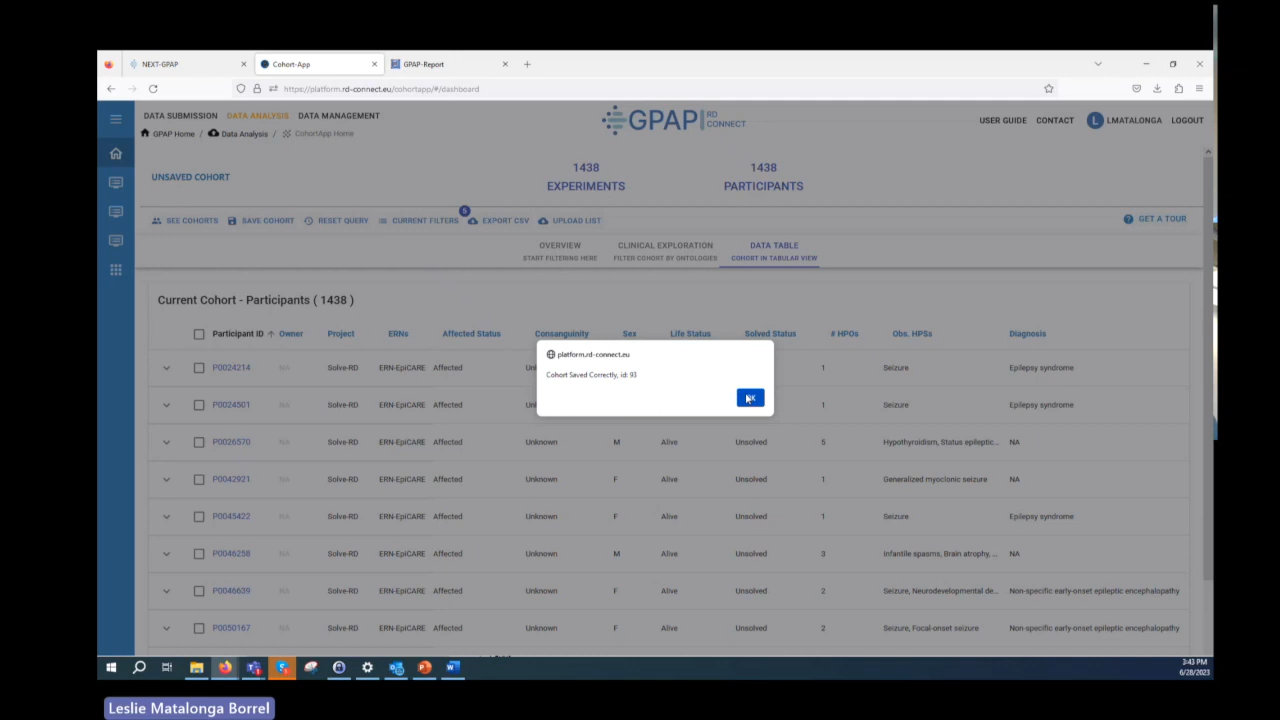 NEXT-GPAP
Cohort-App
GPAP-Report
https://platform.rd-connect.eu/cohortapp/#/dashboard
DATA SUBMISSION DATA ANALYSIS DATA MANAGEMENT
GPAP Home / Data Analysis / CohortApp Home
GPAP RD CONNECT
USER GUIDE CONTACT L LMATALONGA LOGOUT
UNSAVED COHORT
1438 EXPERIMENTS
1438 PARTICIPANTS
SEE COHORTS SAVE COHORT RESET QUERY CURRENT FILTERS EXPORT CSV UPLOAD LIST
GET A TOUR
OVERVIEW CLINICAL EXPLORATION DATA TABLE
START FILTERING HERE FILTER COHORT BY ONTOLOGIES COHORT IN TABULAR VIEW
Current Cohort - Participants ( 1438 )
Participant ID Owner Project ERNs Affected Status Consanguinity Sex Life Status Solved Status # HPOs Obs. HPSs Diagnosis
P0024214 NA Solve-RD ERN-EpiCARE Affected 1 Seizure Epilepsy syndrome
P0024501 NA Solve-RD ERN-EpiCARE Affected 1 Seizure Epilepsy syndrome
P0026570 NA Solve-RD ERN-EpiCARE Affected Unknown M Alive Unsolved 5 Hypothyroidism, Status epileptic... NA
P0042921 NA Solve-RD ERN-EpiCARE Affected Unknown F Alive Unsolved 1 Generalized myoclonic seizure NA
P0045422 NA Solve-RD ERN-EpiCARE Affected Unknown F Alive Unsolved 1 Seizure Epilepsy syndrome
P0046258 NA Solve-RD ERN-EpiCARE Affected Unknown M Alive Unsolved 3 Infantile spasms, Brain atrophy, ... NA
P0046639 NA Solve-RD ERN-EpiCARE Affected Unknown F Alive Unsolved 2 Seizure, Neurodevelopmental de... Non-specific early-onset epileptic encephalopathy
P0050167 NA Solve-RD ERN-EpiCARE Affected Unknown F Alive Unsolved 2 Seizure, Focal-onset seizure Non-specific early-onset epileptic encephalopathy
platform.rd-connect.eu
Cohort Saved Correctly, id: 93
OK
3:43 PM
6/28/2023
Leslie Matalonga Borrel